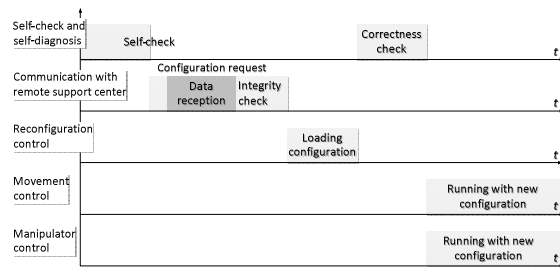 Self-check and
self-diagnosis
Self-check
Correctness
check
t
Configuration request
Communication with
remote support center
Data
reception
Integrity
check
t
Reconfiguration
control
Loading
configuration
t
Movement
control
Running with new
configuration
t
Manipulator
control
Running with new
configuration
t